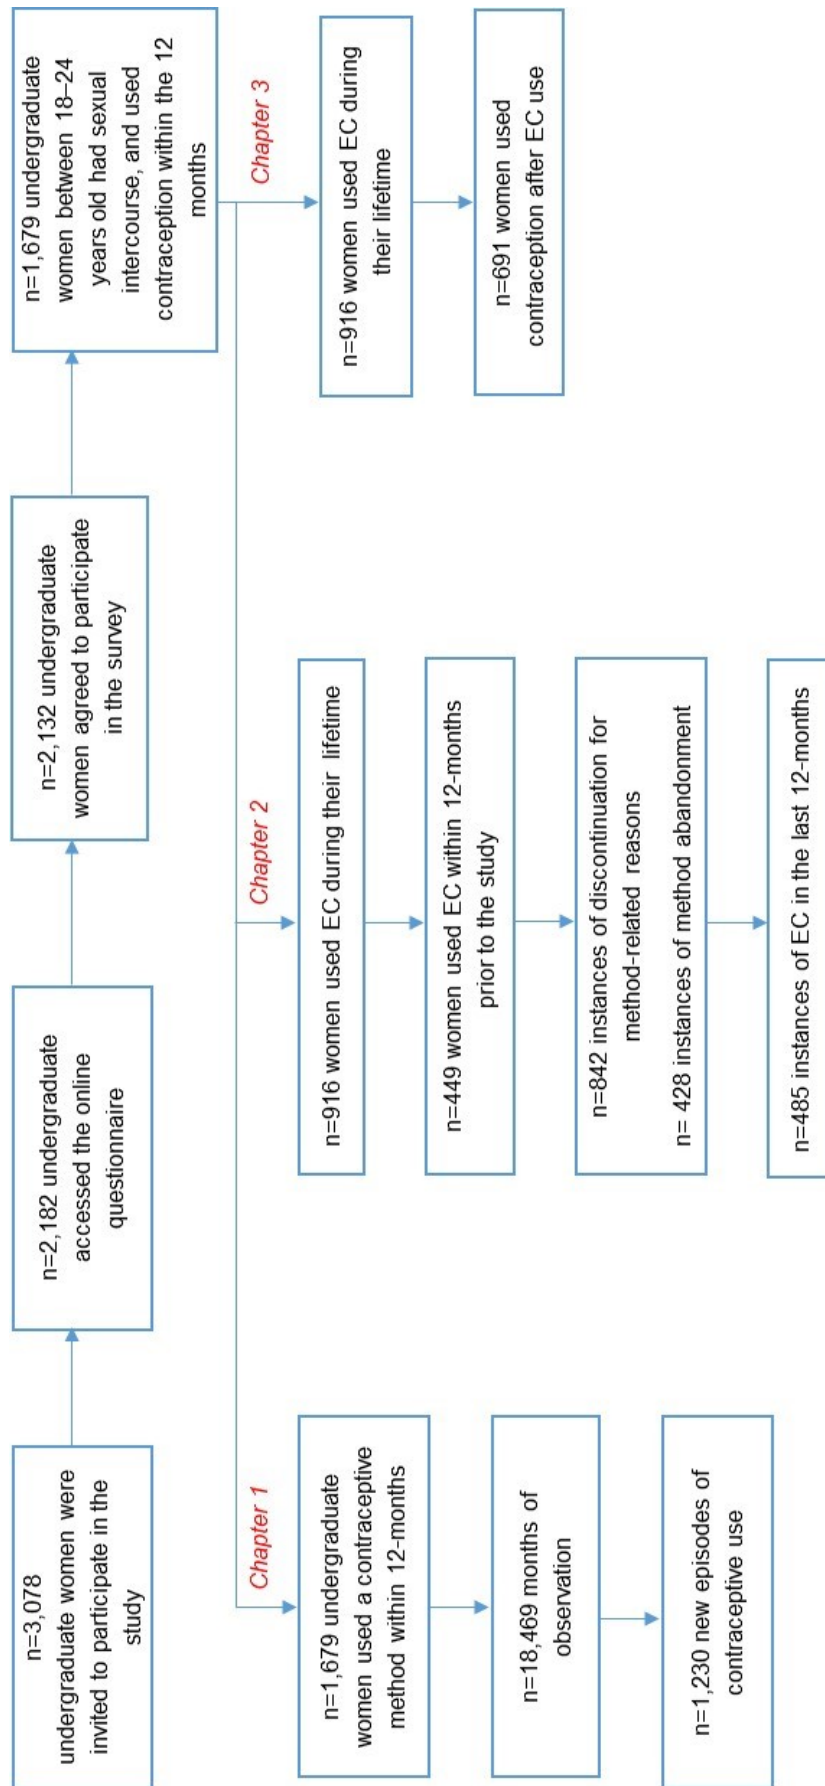 n=3,078
undergraduate women were
invited to participate in the
study
n=2,182 undergraduate
accessed the online
questionnaire
n=2,132 undergraduate
women agreed to participate
in the survey
n=1,679 undergraduate
women between 18–24
years old had sexual
intercourse, and used
contraception within the 12
months
Chapter 1
n=1,679 undergraduate
women used a contraceptive
method within 12-months
n=18,469 months of
observation
n=1,230 new episodes of
contraceptive use
Chapter 2
n=916 women used EC during their lifetime
n=449 women used EC within 12-months
prior to the study
n=842 instances of discontinuation for
method-related reasons
n= 428 instances of method abandonment
n=485 instances of EC in the last 12-months
Chapter 3
n=916 women used EC during
their lifetime
n=691 women used
contraception after EC use